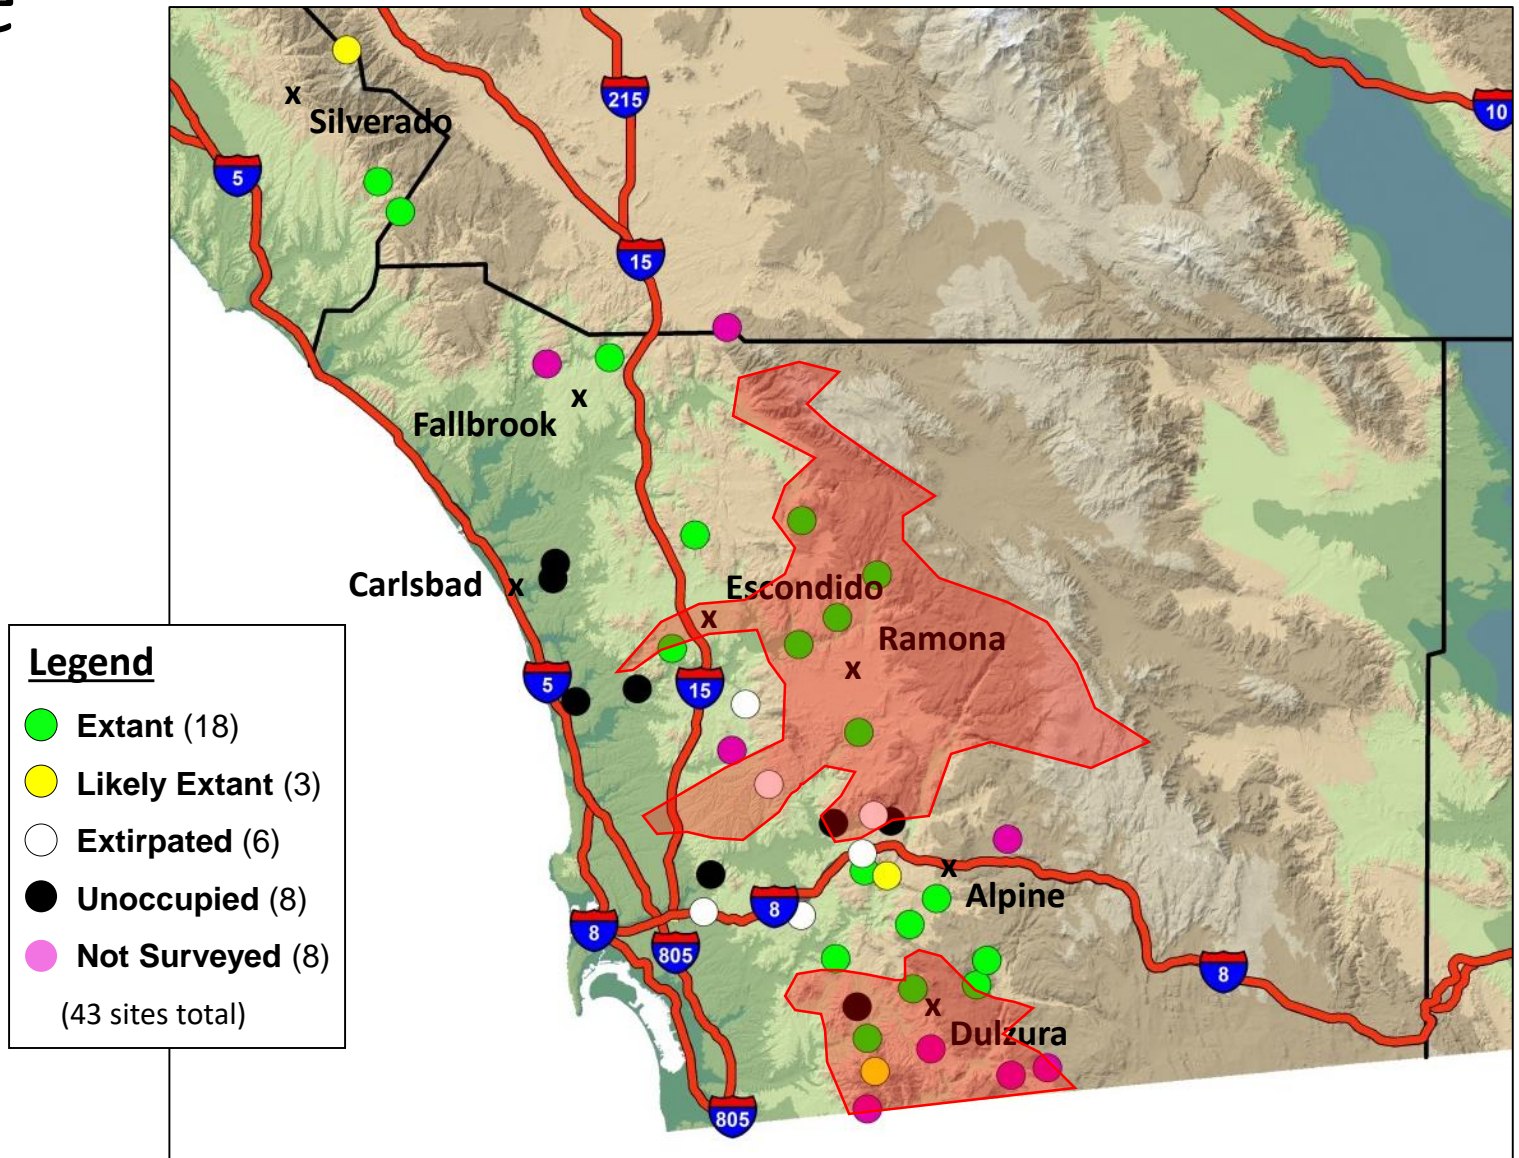 215
10
x
Silverado
5
15
x
Fallbrook
Carlsbad x
Escondido
x
Ramona
x
5
15
Legend
Extant (18)
Likely Extant (3)
Extirpated (6)
Unoccupied (8)
Not Surveyed (8)
(43 sites total)
x
Alpine
8
8
805
8
x
Dulzura
805